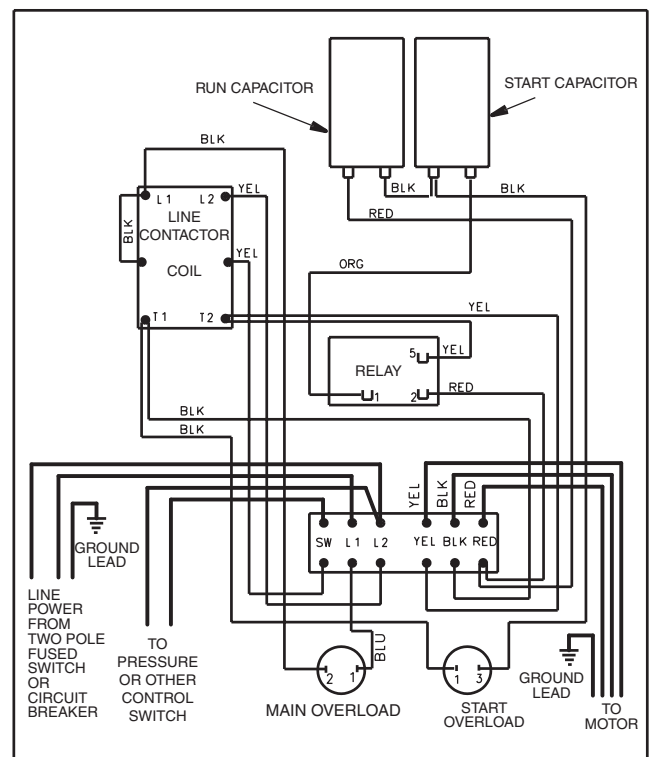 RUN CAPACITOR
START CAPACITOR
BLK
BLK
BLK
RED
L1 L2
YEL
LINE
CONTACTOR
BLK
COIL
YEL
ORG
T1 T2
YEL
5
YEL
RELAY
1
2
RED
BLK
BLK
YEL
BLK
RED
SW L1 L2 YEL BLK RED
GROUND
LEAD
LINE
POWER
FROM
TWO POLE
FUSED
SWITCH
OR
CIRCUIT
BREAKER
TO
PRESSURE
OR OTHER
CONTROL
SWITCH
BLU
2 1
MAIN OVERLOAD
1 3
START
OVERLOAD
GROUND
LEAD
TO
MOTOR